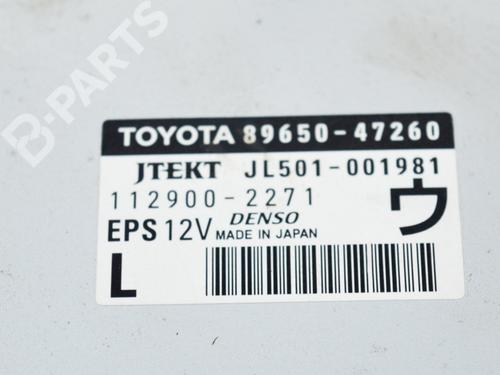 B-PARTS
TOYOTA 89650-47260
JTEKT JL501-001981
112900-2271
EPS 12V DENSO MADE IN JAPAN
ウ
L